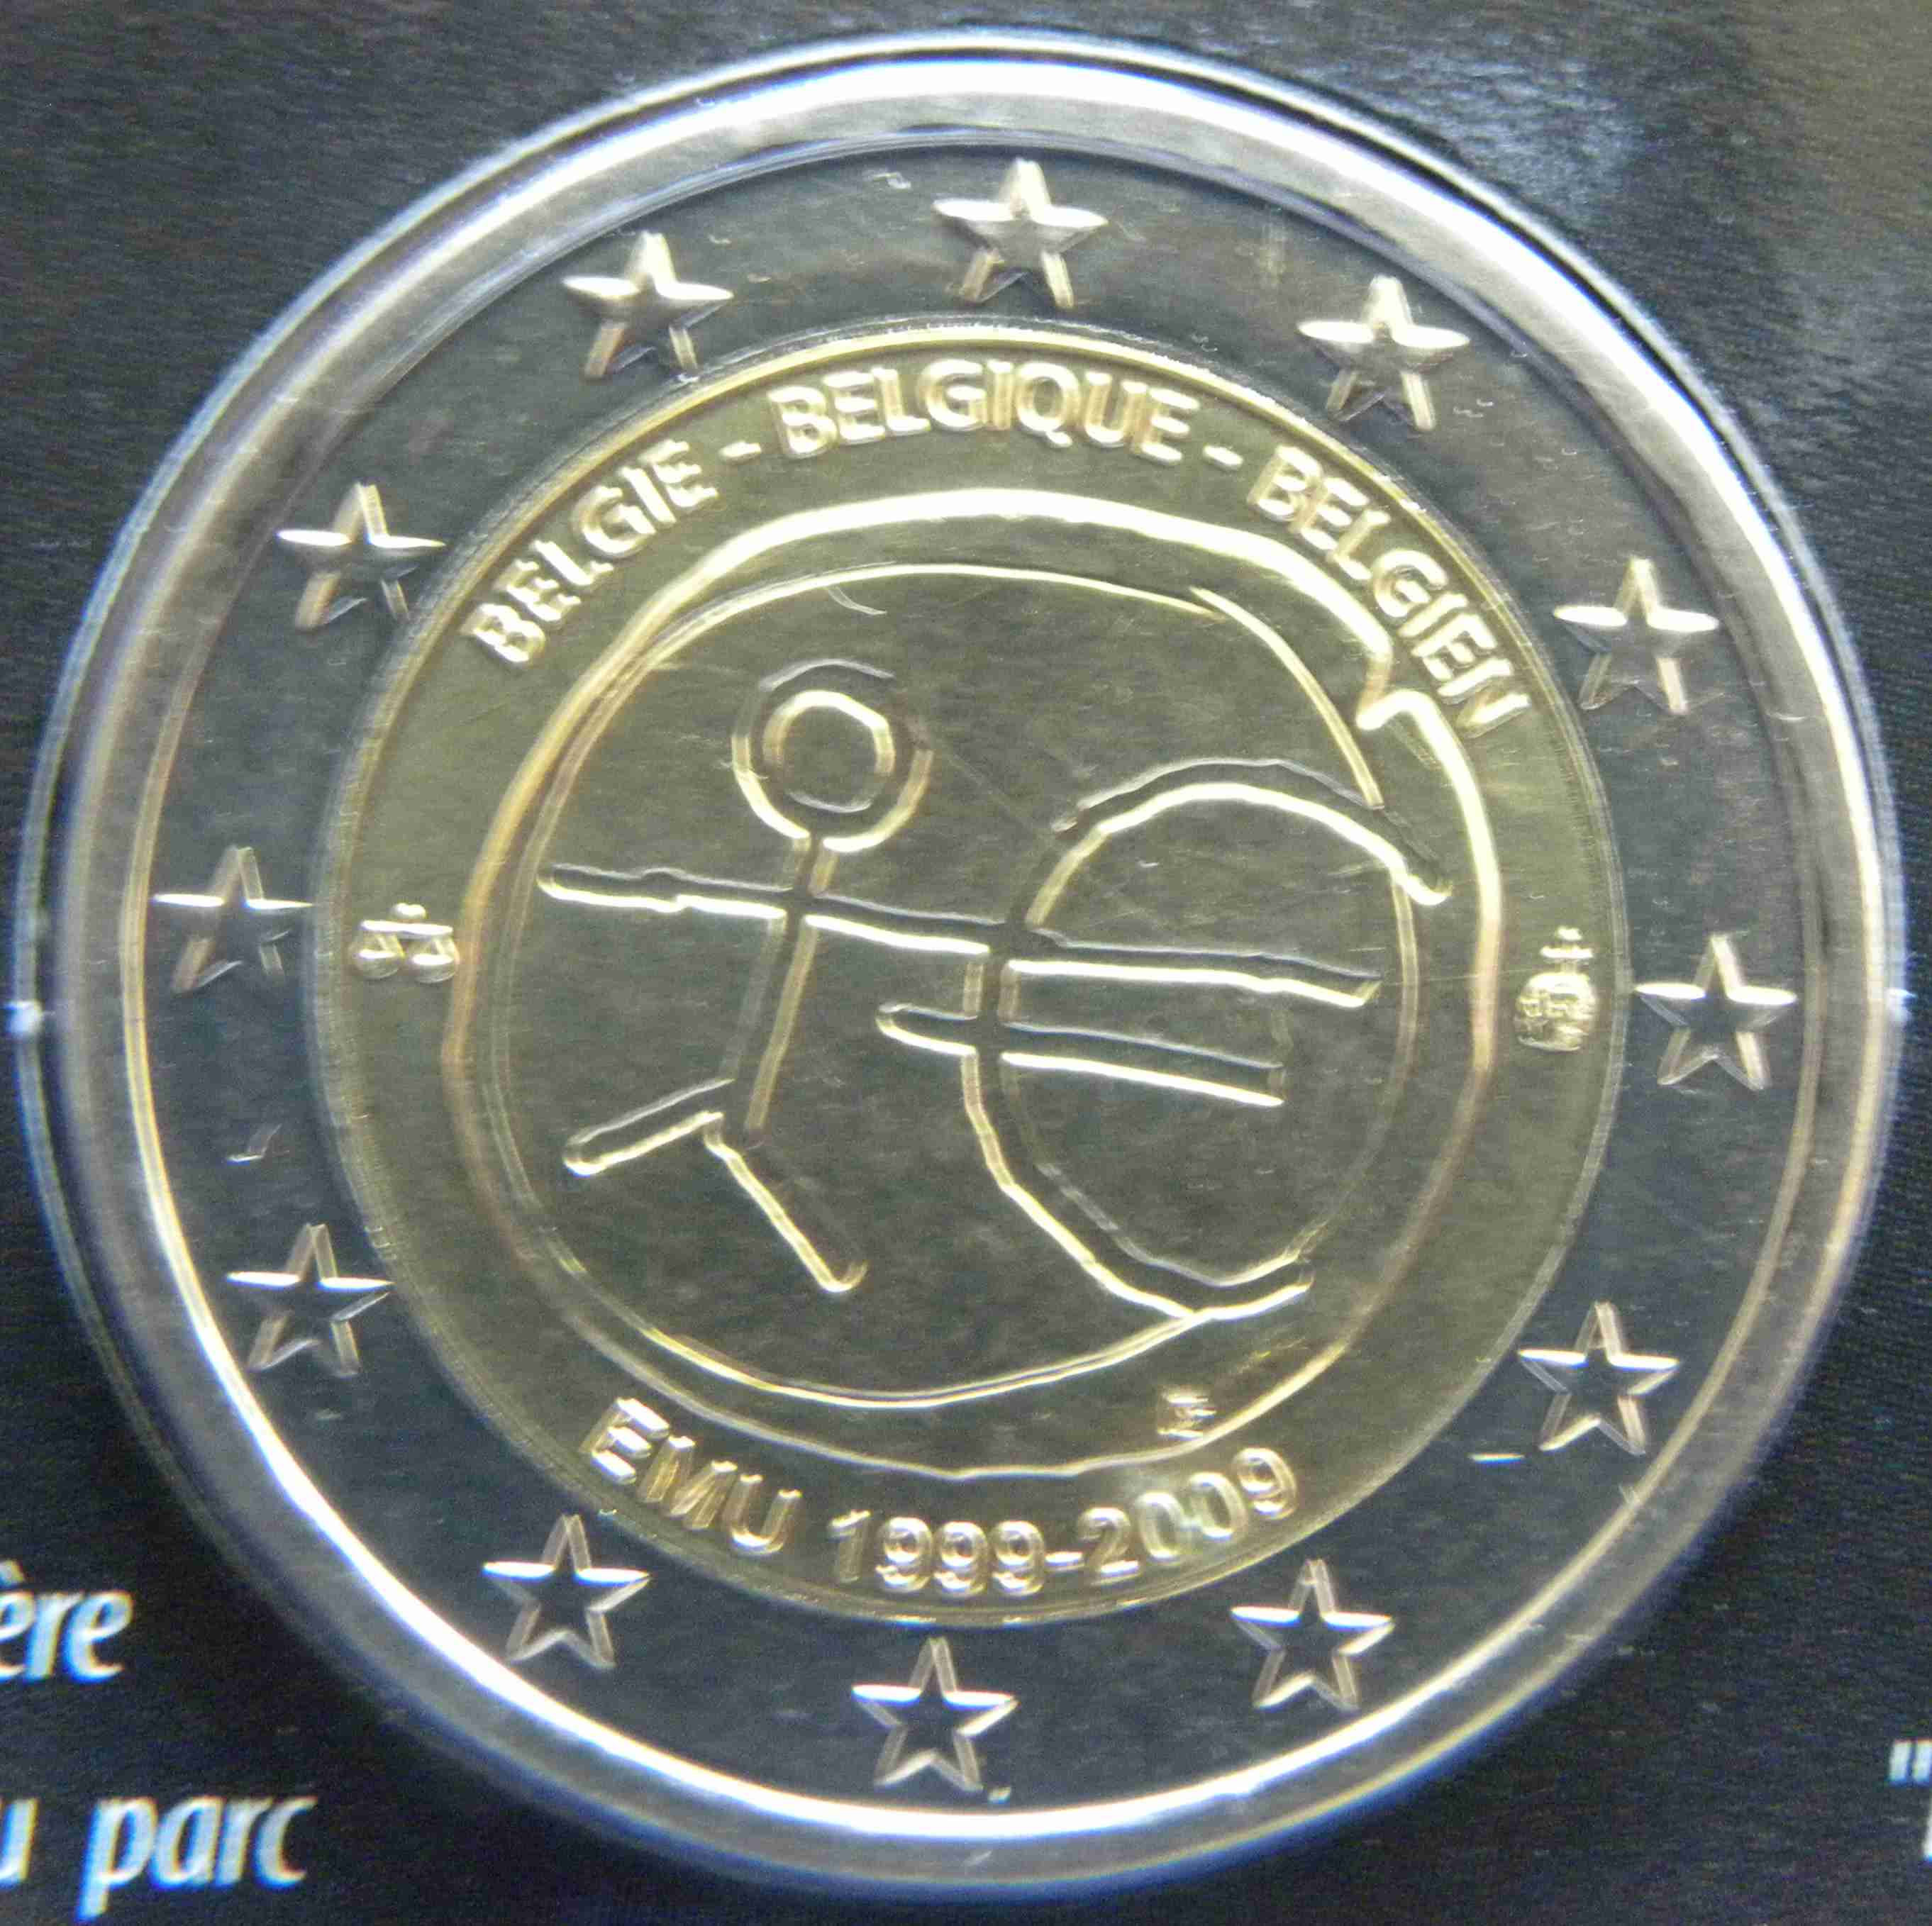 BELGIE - BELGIQUE - BELGIEN
€
E
EMU 1999-2009
ère
u parc
"